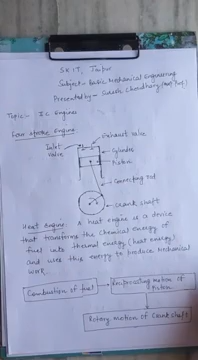 SKIT, Jaipur
Subject:- Basic Mechanical Engineering
Presented by:- Dinesh Choudhary (Asst. Prof.)
Topic:- IC Engines
Four Stroke Engine
Exhaust valve
Inlet valve
Cylinder
Piston
Connecting rod
Crank shaft
Heat Engine: A heat engine is a device
that transforms the chemical energy of
fuel into thermal energy (heat energy)
and uses this energy to produce mechanical
work.
Combustion of fuel
Reciprocating motion of Piston
Rotary motion of Crankshaft